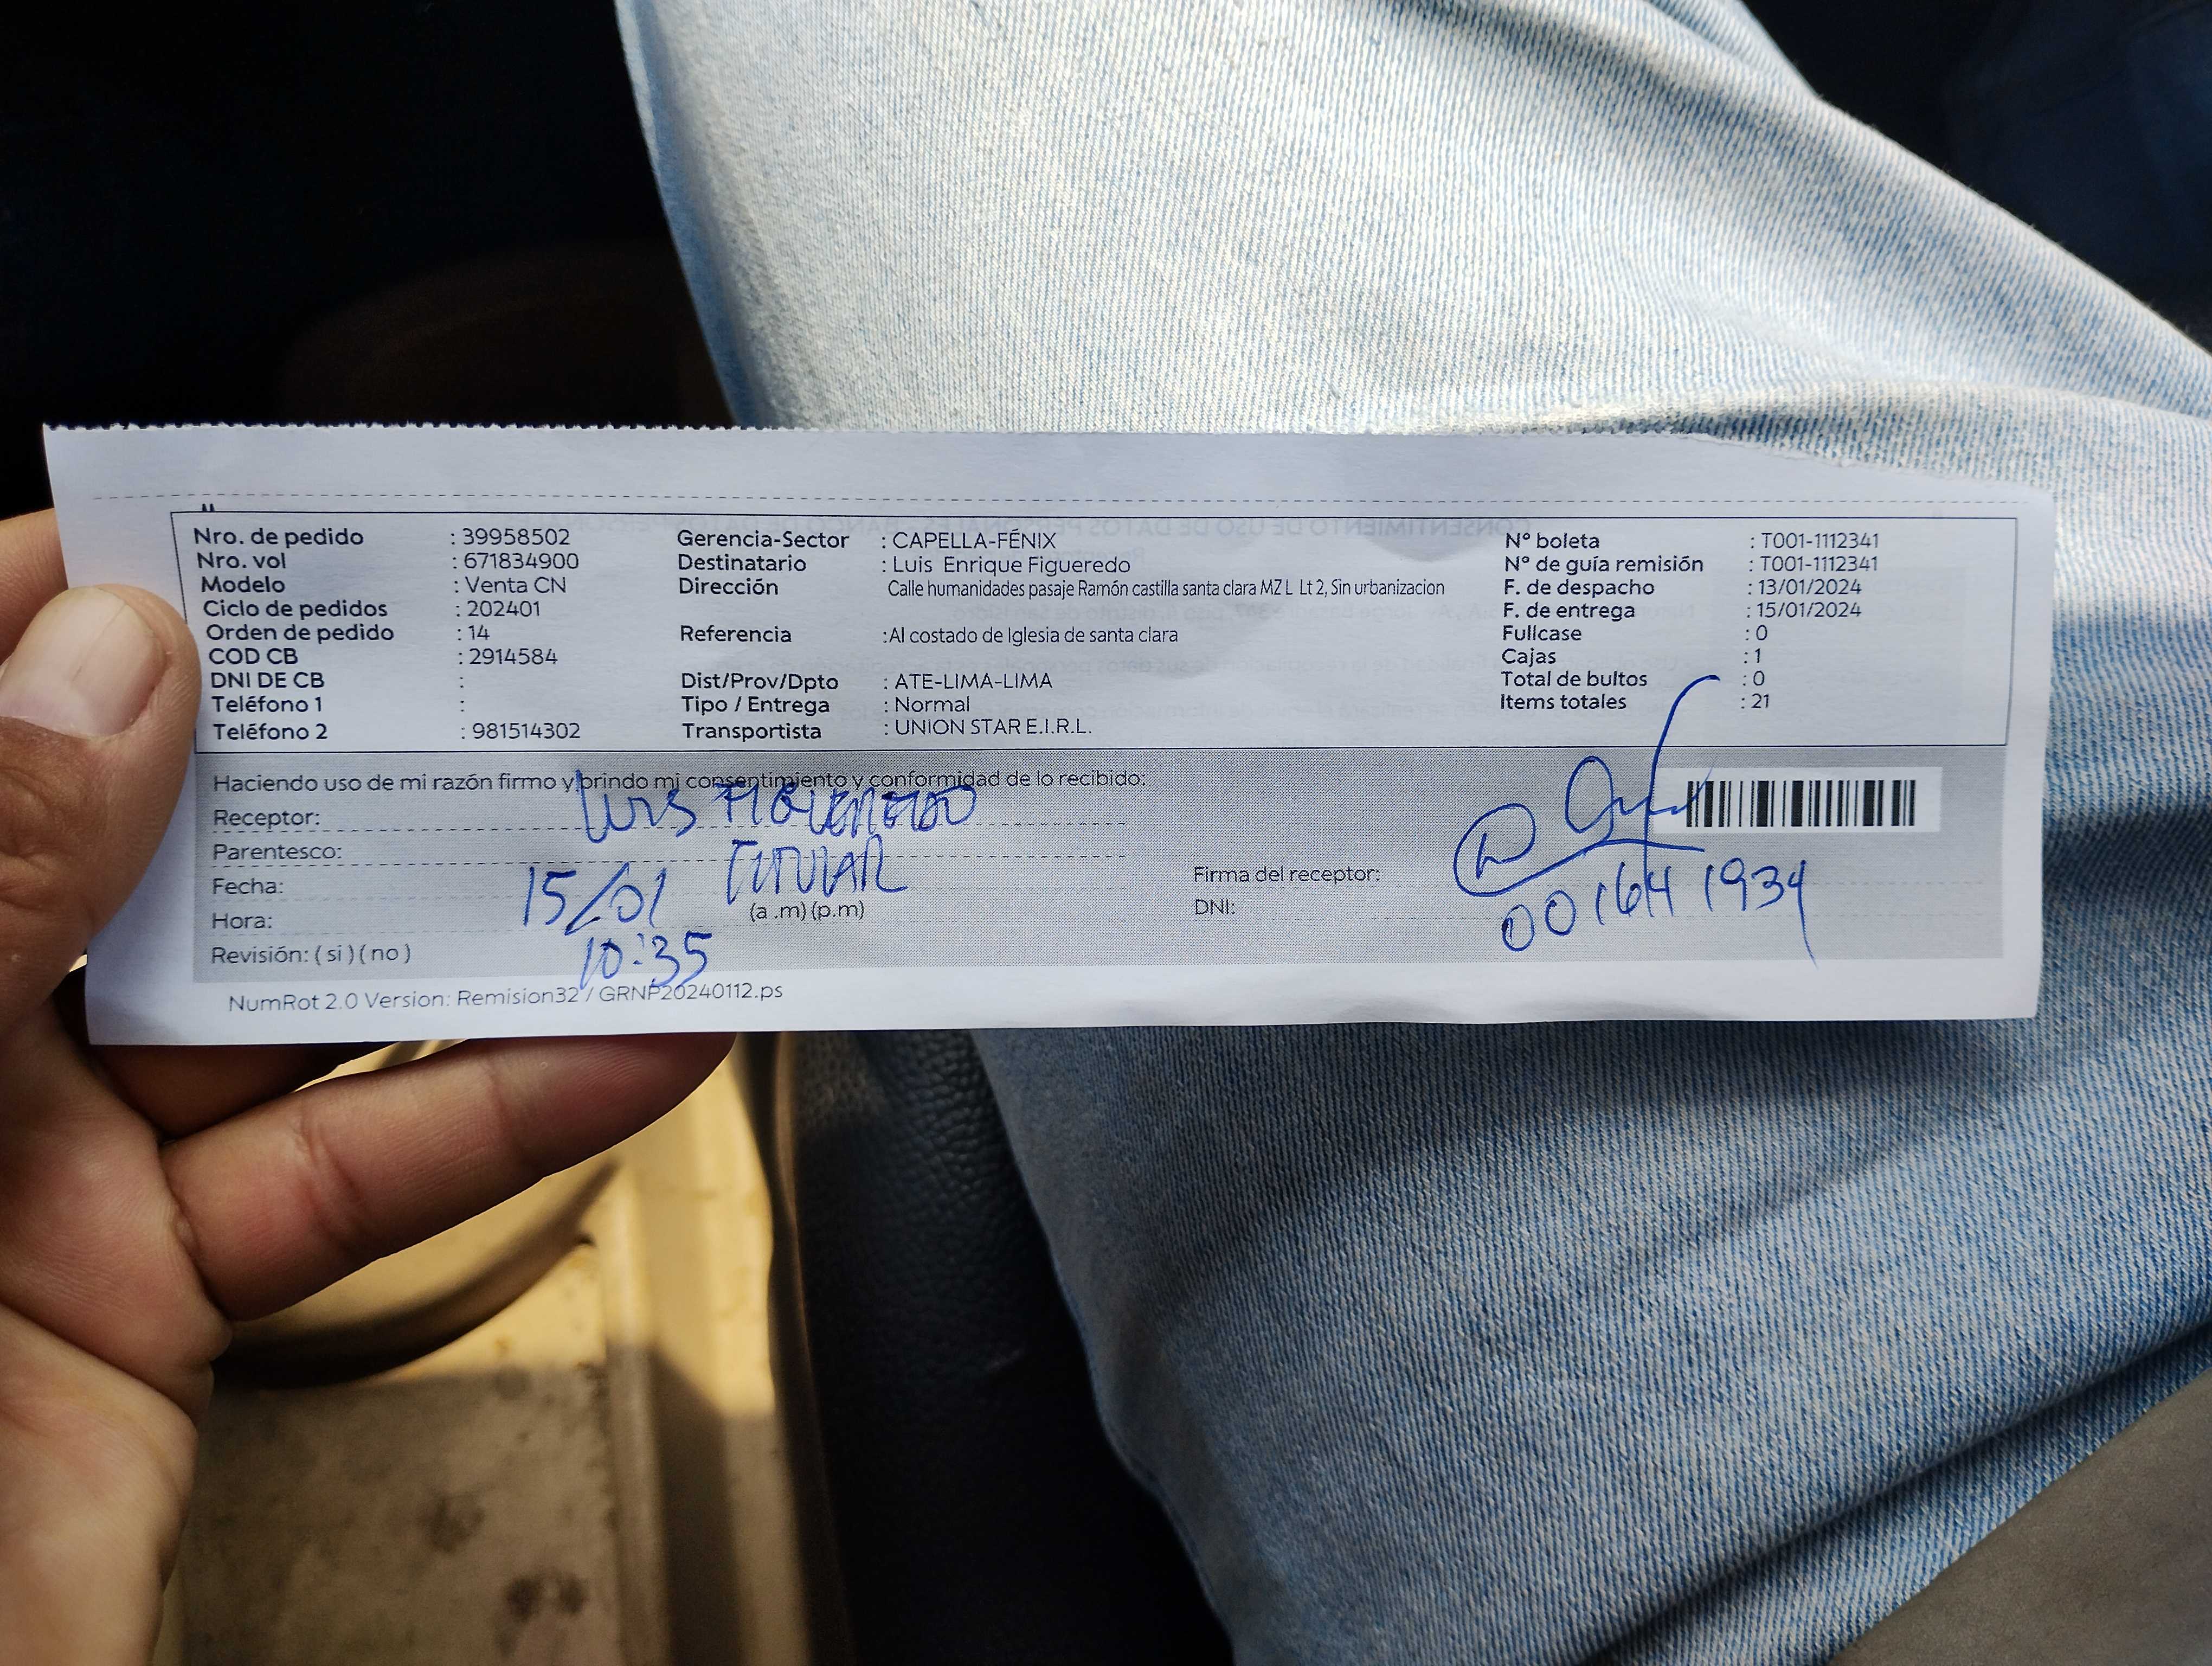 Nro. de pedido : 39958502
Nro. vol : 671834900
Modelo : Venta CN
Ciclo de pedidos : 202401
Orden de pedido : 14
COD CB : 2914584
DNI DE CB :
Teléfono 1 :
Teléfono 2 : 981514302
Gerencia-Sector : CAPELLA-FÉNIX
Destinatario : Luis Enrique Figueredo
Dirección Calle humanidades pasaje Ramón castilla santa clara MZ L Lt 2, Sin urbanizacion
Referencia :Al costado de Iglesia de santa clara
Dist/Prov/Dpto : ATE-LIMA-LIMA
Tipo / Entrega : Normal
Transportista : UNION STAR E.I.R.L.
N° boleta : T001-1112341
N° de guía remisión : T001-1112341
F. de despacho : 13/01/2024
F. de entrega : 15/01/2024
Fullcase : 0
Cajas : 1
Total de bultos : 0
Items totales : 21
Haciendo uso de mi razón firmo y brindo mi consentimiento y conformidad de lo recibido:
Receptor: LUIS FIGUEREDO
Parentesco: TITULAR
Fecha: 15/01
Hora: 10:35 (a .m) (p.m)
Revisión: ( si ) ( no )
Firma del receptor:
DNI: 001641934
NumRot 2.0 Version: Remision32 / GRNP20240112.ps